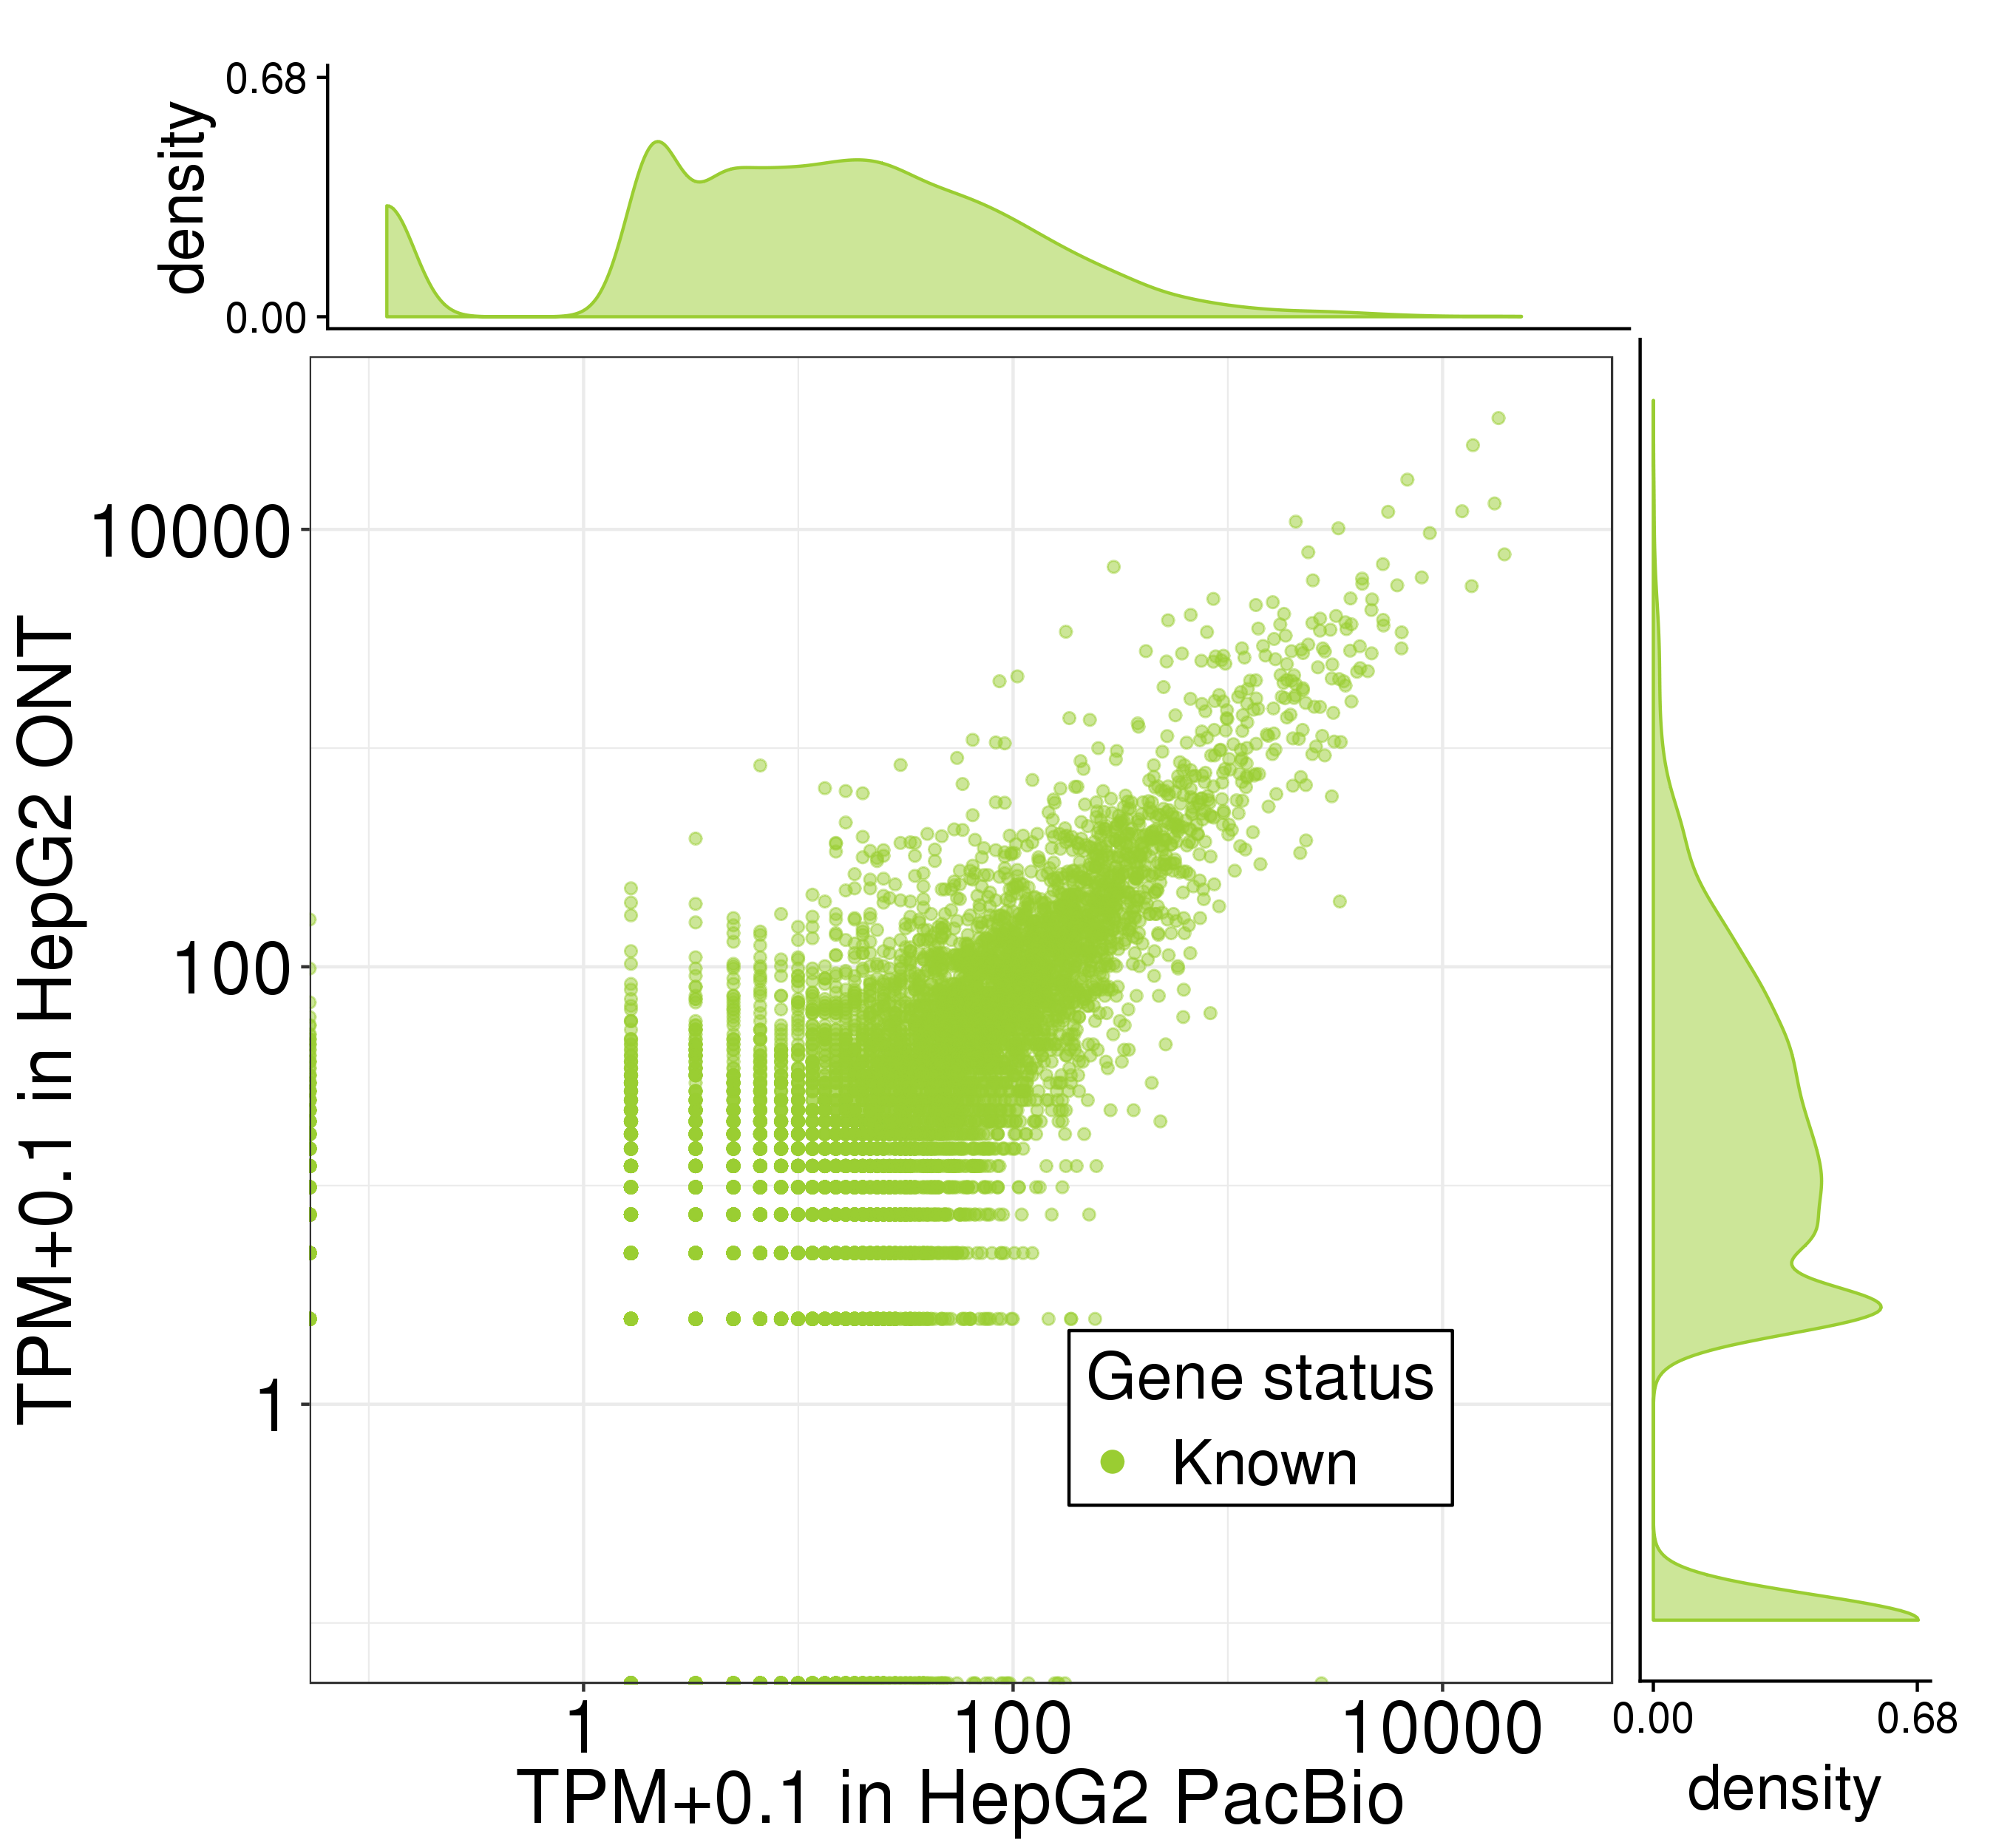 0.68
density
0.00
TPM+0.1 in HepG2 ONT
10000
100
1
Gene status
Known
1 100 10000
TPM+0.1 in HepG2 PacBio
0.00 0.68
density